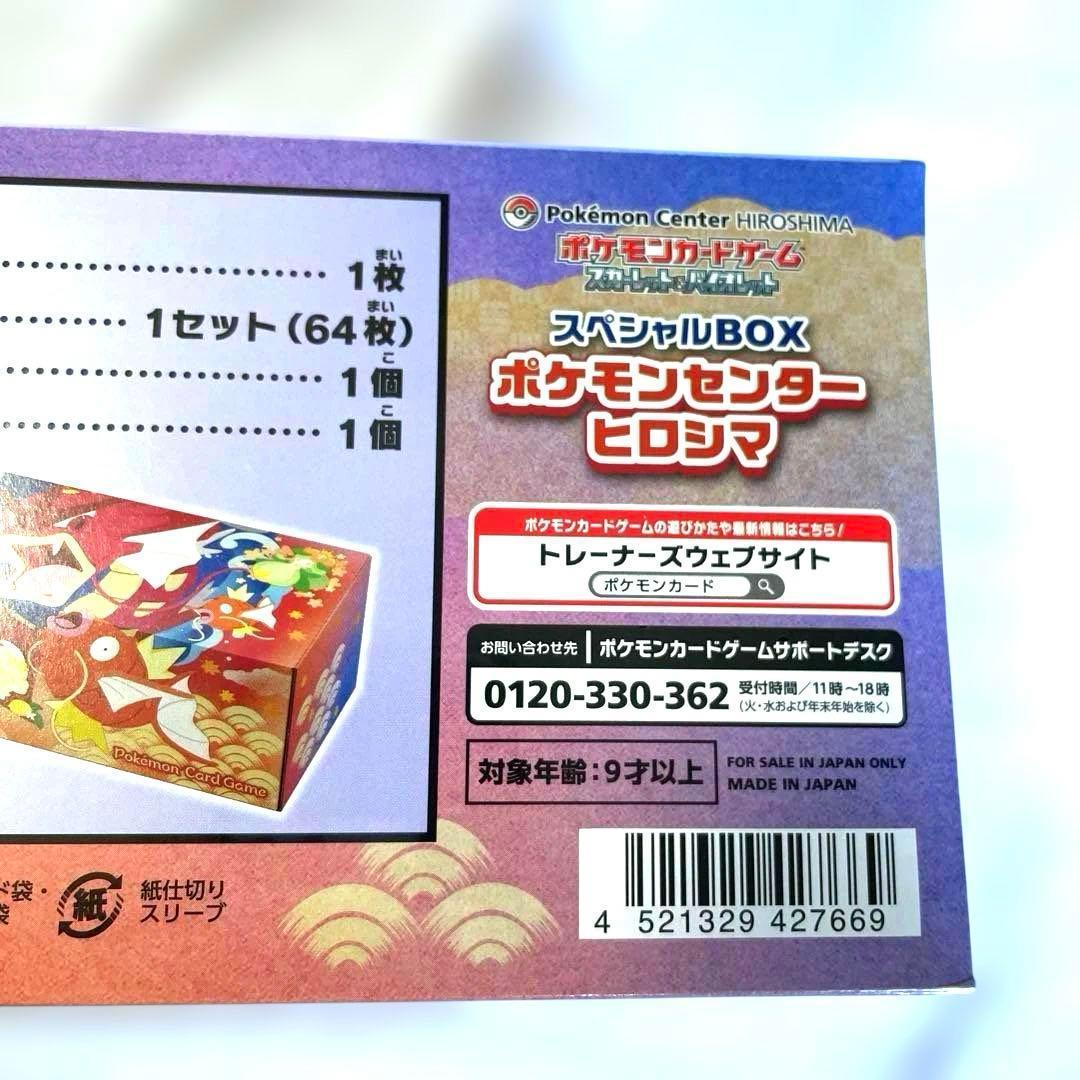 まい
1枚
まい
1セット(64枚)
こ
1個
こ
1個
Pokémon Card Game
紙
紙仕切り
スリーブ
Pokémon Center HIROSHIMA
ポケモンカードゲーム
スカーレット&バイオレット
スペシャルBOX
ポケモンセンター
ヒロシマ
ポケモンカードゲームの遊びかたや最新情報はこちら!
トレーナーズウェブサイト
ポケモンカード
お問い合わせ先 ポケモンカードゲームサポートデスク
0120-330-362 受付時間/11時〜18時
(火・水および年末年始を除く)
対象年齢:9才以上
FOR SALE IN JAPAN ONLY
MADE IN JAPAN
4 521329 427669